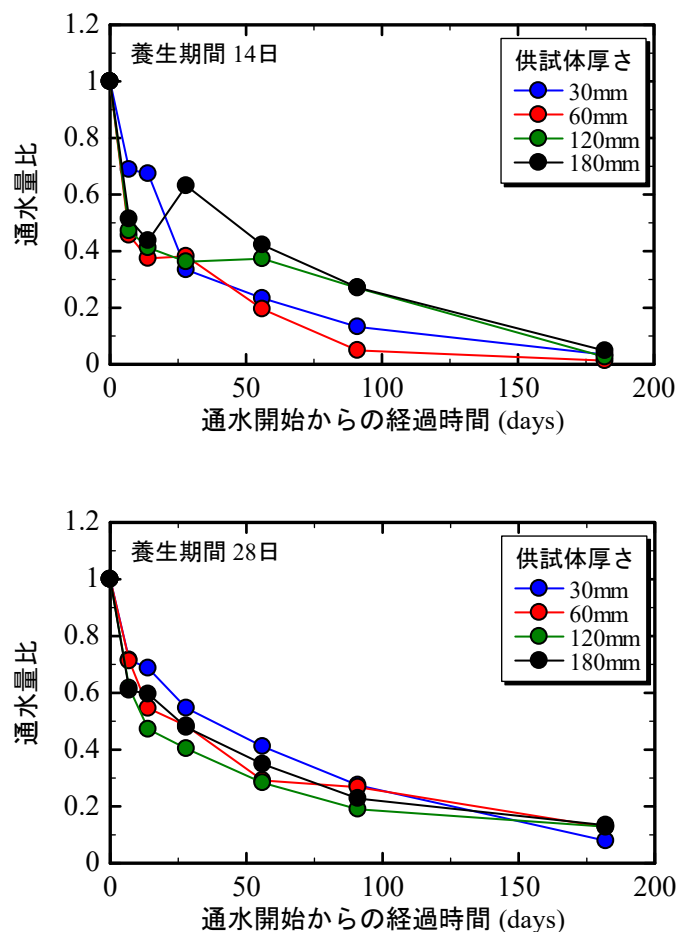 1.2
養生期間 14日
供試体厚さ
30mm
60mm
120mm
180mm
1
0.8
0.6
0.4
0.2
0
通水量比
0 50 100 150 200
通水開始からの経過時間 (days)
1.2
養生期間 28日
供試体厚さ
30mm
60mm
120mm
180mm
1
0.8
0.6
0.4
0.2
0
通水量比
0 50 100 150 200
通水開始からの経過時間 (days)